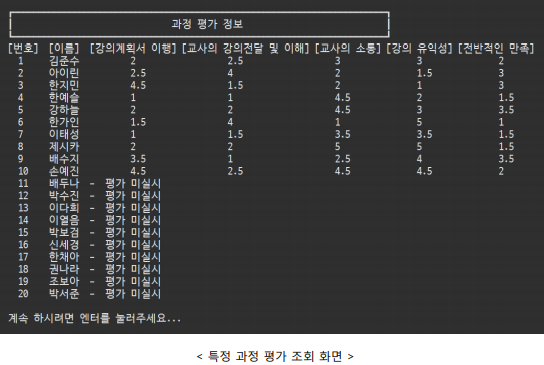 과정 평가 정보
[번호] [이름] [강의계획서 이행] [교사의 강의전달 및 이해] [교사의 소통] [강의 유익성] [전반적인 만족]
1 김준수 2 2.5 3 3 2
2 아이린 2.5 4 2 1.5 3
3 한지민 4.5 1.5 2 1 3
4 한예슬 1 1 4.5 2 1.5
5 강하늘 2 2 4.5 3 3.5
6 한가인 1.5 4 1 5 1
7 이태성 1 1.5 3.5 3.5 1.5
8 제시카 2 2 5 5 1.5
9 배수지 3.5 1 2.5 4 3.5
10 손예진 4.5 2.5 4.5 4.5 2
11 배두나 - 평가 미실시
12 박수진 - 평가 미실시
13 이다희 - 평가 미실시
14 이열음 - 평가 미실시
15 박보검 - 평가 미실시
16 신세경 - 평가 미실시
17 한채아 - 평가 미실시
18 권나라 - 평가 미실시
19 조보아 - 평가 미실시
20 박서준 - 평가 미실시
계속 하시려면 엔터를 눌러주세요...
< 특정 과정 평가 조회 화면 >